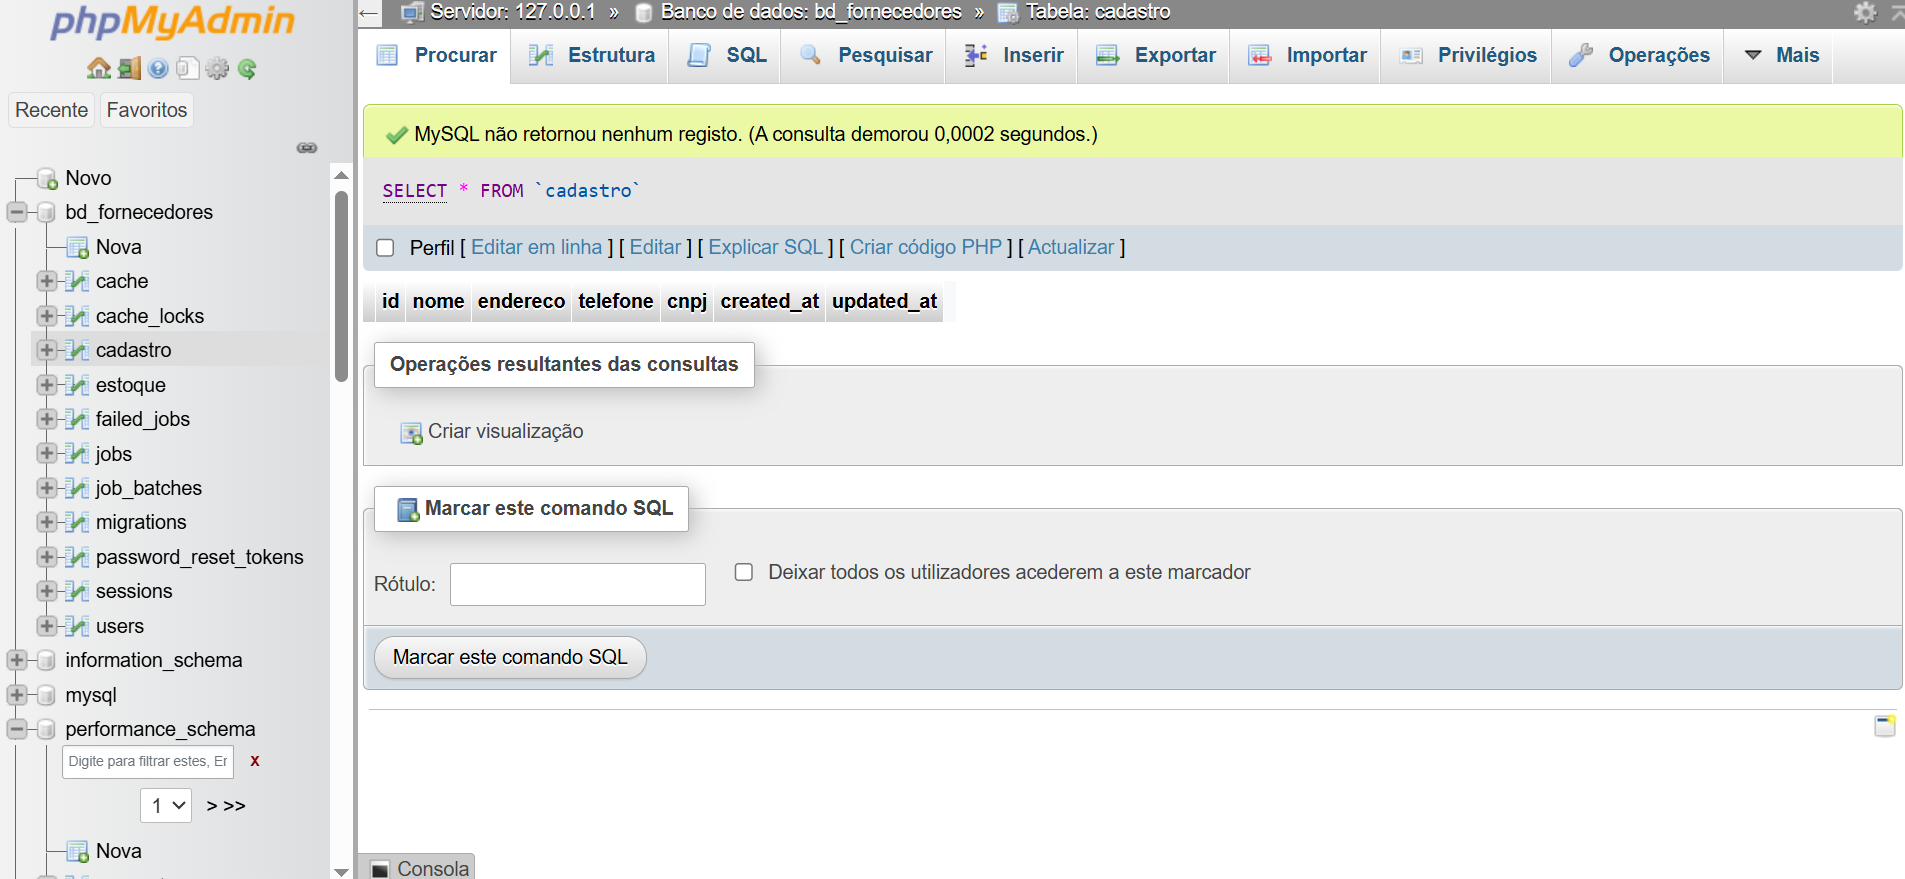 phpMyAdmin
Recente Favoritos
Novo
bd_fornecedores
Nova
cache
cache_locks
cadastro
estoque
failed_jobs
jobs
job_batches
migrations
password_reset_tokens
sessions
users
information_schema
mysql
performance_schema
Digite para filtrar estes, Er X
1 > >>
Nova
← Servidor: 127.0.0.1 » Banco de dados: bd_fornecedores » Tabela: cadastro
Procurar Estrutura SQL Pesquisar Inserir Exportar Importar Privilégios Operações Mais
MySQL não retornou nenhum registo. (A consulta demorou 0,0002 segundos.)
SELECT * FROM `cadastro`
Perfil [ Editar em linha ] [ Editar ] [ Explicar SQL ] [ Criar código PHP ] [ Actualizar ]
id nome endereco telefone cnpj created_at updated_at
Operações resultantes das consultas
Criar visualização
Marcar este comando SQL
Rótulo: Deixar todos os utilizadores acederem a este marcador
Marcar este comando SQL
Consola